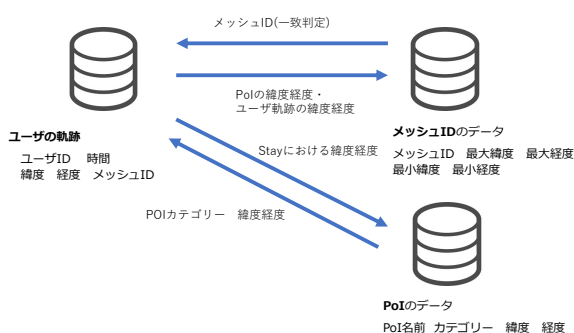 メッシュID(一致判定)
PoIの緯度経度・
ユーザ軌跡の緯度経度
ユーザの軌跡
ユーザID　時間
緯度　経度　メッシュID
メッシュIDのデータ
メッシュID　最大緯度　最大経度
最小緯度　最小経度
Stayにおける緯度経度
POIカテゴリー　緯度経度
PoIのデータ
PoI名前　カテゴリー　緯度　経度